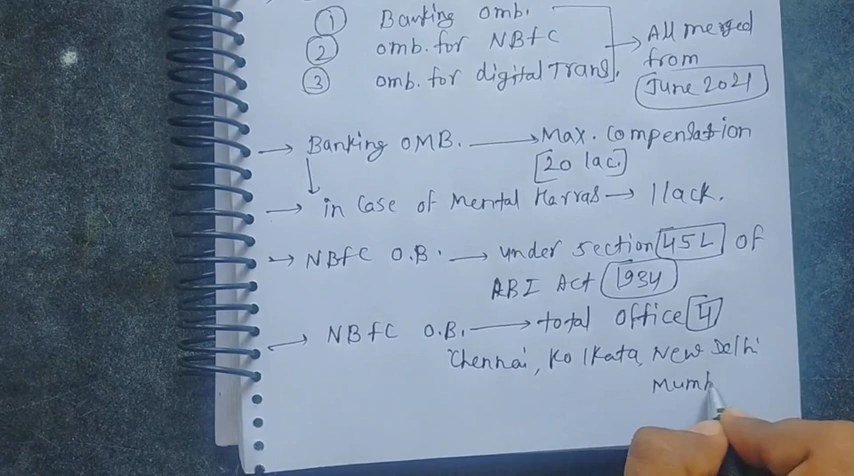 ① Banking omb.
② omb. for NBFC
③ omb. for digital Trans.
All merged
from
June 2021
→ Banking OMB. → Max. Compensation
20 lac.
→ in case of Mental Harras → 1 lack.
→ NBFC O.B. → under section 45L of
RBI Act 1934
→ NBFC O.B. → total office 4
Chennai, Kolkata, New Delhi
Mumb